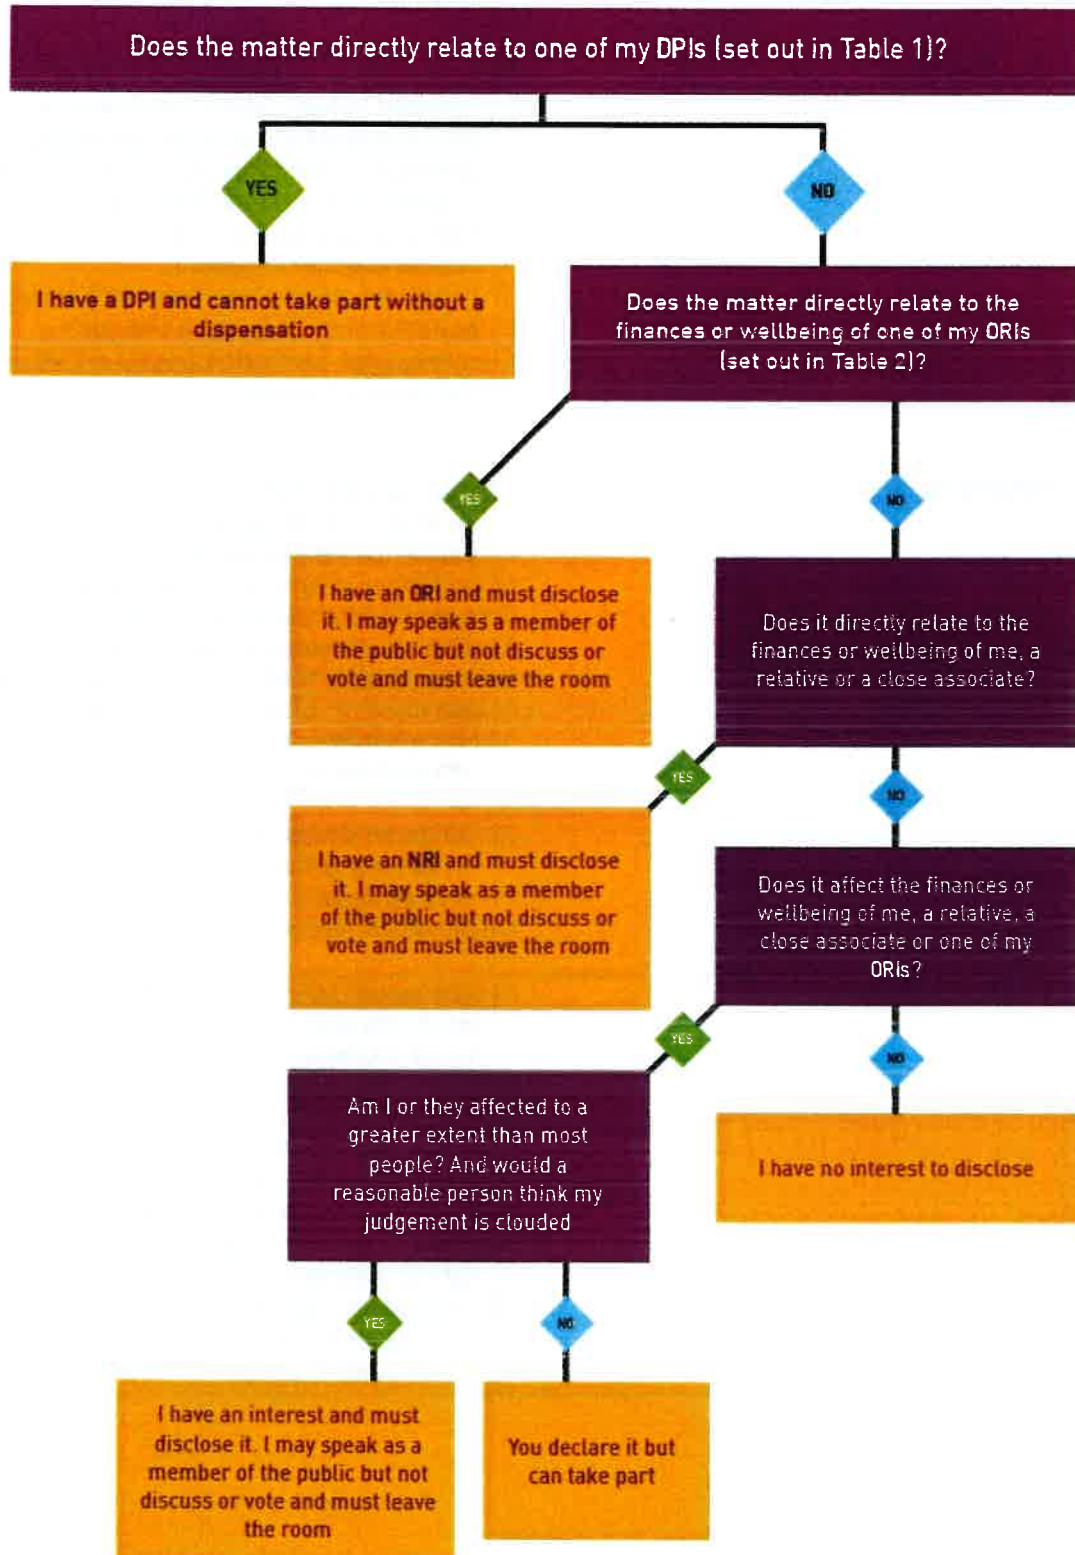 Does the matter directly relate to one of my DPIs (set out in Table 1)?
YES
NO
I have a DPI and cannot take part without a
dispensation
Does the matter directly relate to the
finances or wellbeing of one of my ORIs
(set out in Table 2)?
YES
NO
I have an ORI and must disclose
it. I may speak as a member of
the public but not discuss or
vote and must leave the room
Does it directly relate to the
finances or wellbeing of me, a
relative or a close associate?
YES
NO
I have an NRI and must disclose
it. I may speak as a member
of the public but not discuss or
vote and must leave the room
Does it affect the finances or
wellbeing of me, a relative, a
close associate or one of my
ORIs?
YES
NO
Am I or they affected to a
greater extent than most
people? And would a
reasonable person think my
judgement is clouded
I have no interest to disclose
YES
NO
I have an interest and must
disclose it. I may speak as a
member of the public but not
discuss or vote and must leave
the room
You declare it but
can take part